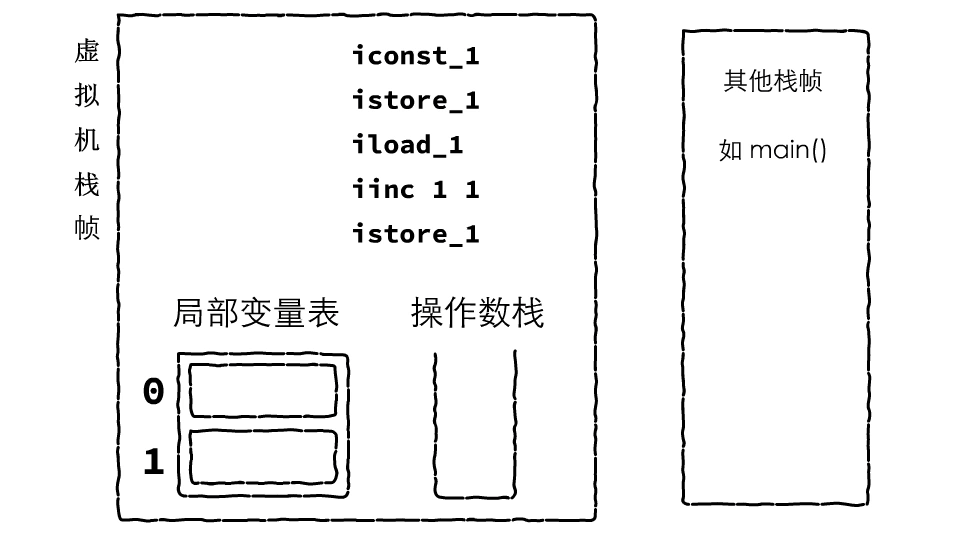 虚拟机栈帧
iconst_1
istore_1
iload_1
iinc 1 1
istore_1
局部变量表
操作数栈
0
1
其他栈帧
如 main()